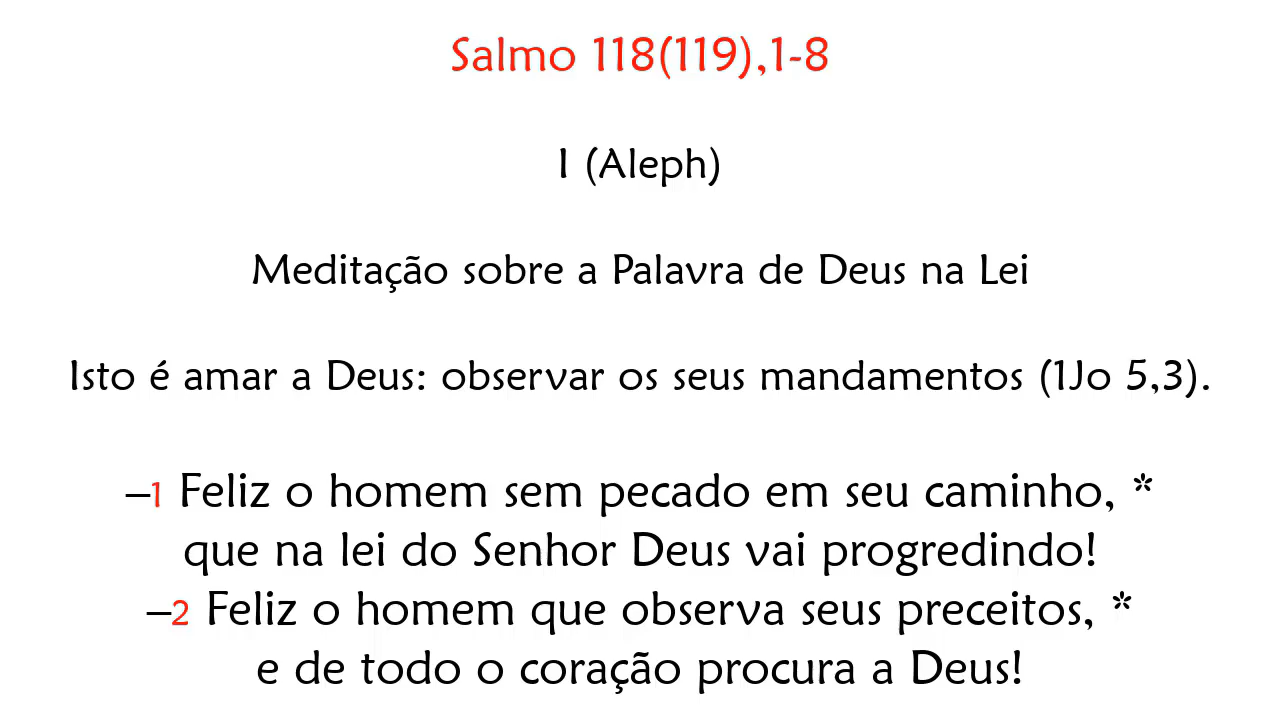 Salmo 118(119),1-8
I (Aleph)
Meditação sobre a Palavra de Deus na Lei
Isto é amar a Deus: observar os seus mandamentos (1Jo 5,3).
–1 Feliz o homem sem pecado em seu caminho, *
que na lei do Senhor Deus vai progredindo!
–2 Feliz o homem que observa seus preceitos, *
e de todo o coração procura a Deus!